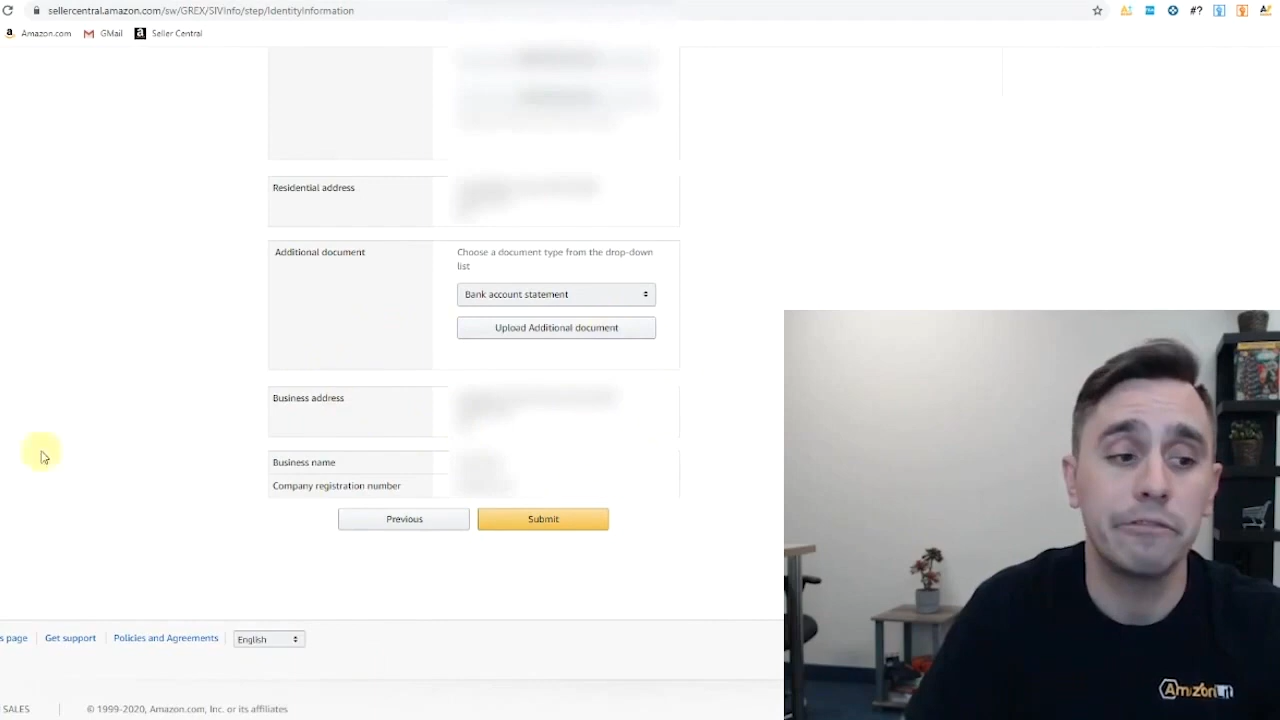 sellercentral.amazon.com/sw/GREX/SIVInfo/step/IdentityInformation
#?
Amazon.com
GMail
Seller Central
Residential address
Additional document
Choose a document type from the drop-down
list
Bank account statement
Upload Additional document
Business address
Business name
Company registration number
Previous
Submit
s page
Get support
Policies and Agreements
English
SALES
© 1999-2020, Amazon.com, Inc. or its affiliates
AmazonLit